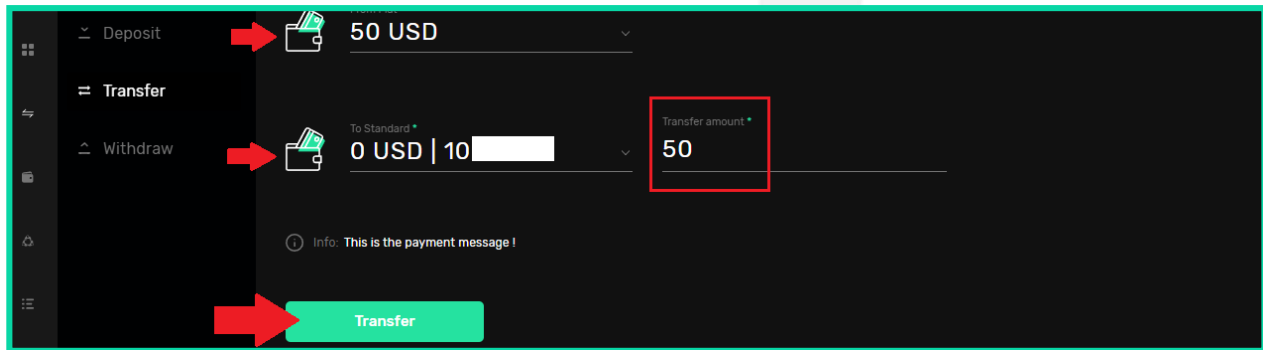 Deposit
50 USD
Transfer
To Standard *
0 USD | 10
Transfer amount *
50
Withdraw
Info: This is the payment message !
Transfer